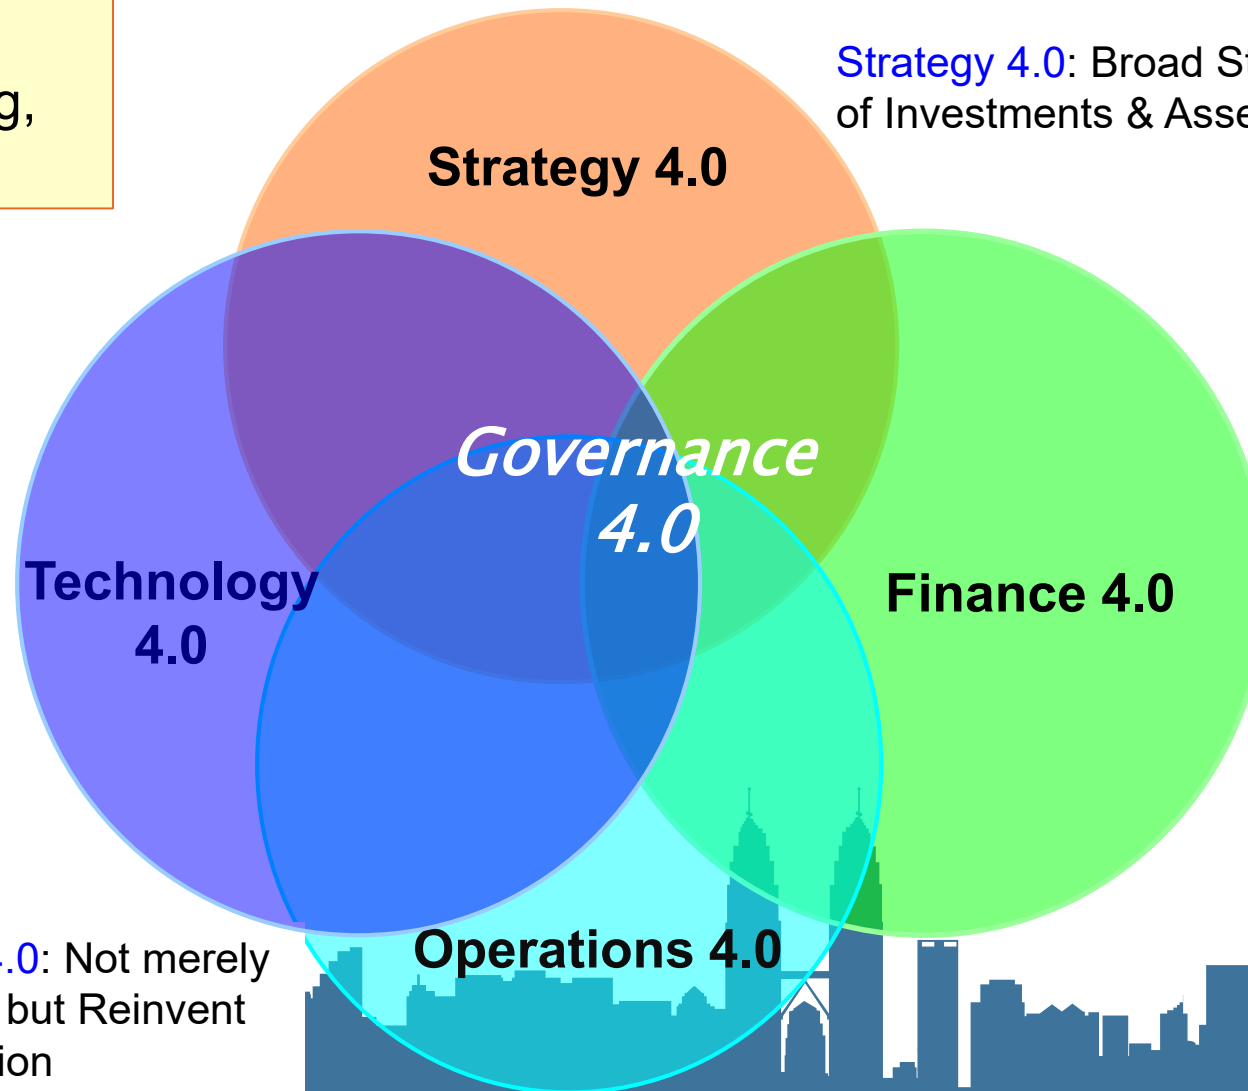 g,
Strategy 4.0: Broad St
of Investments & Asse
Strategy 4.0
Governance
4.0
Technology
4.0
Finance 4.0
Operations 4.0
.0: Not merely
but Reinvent
ion